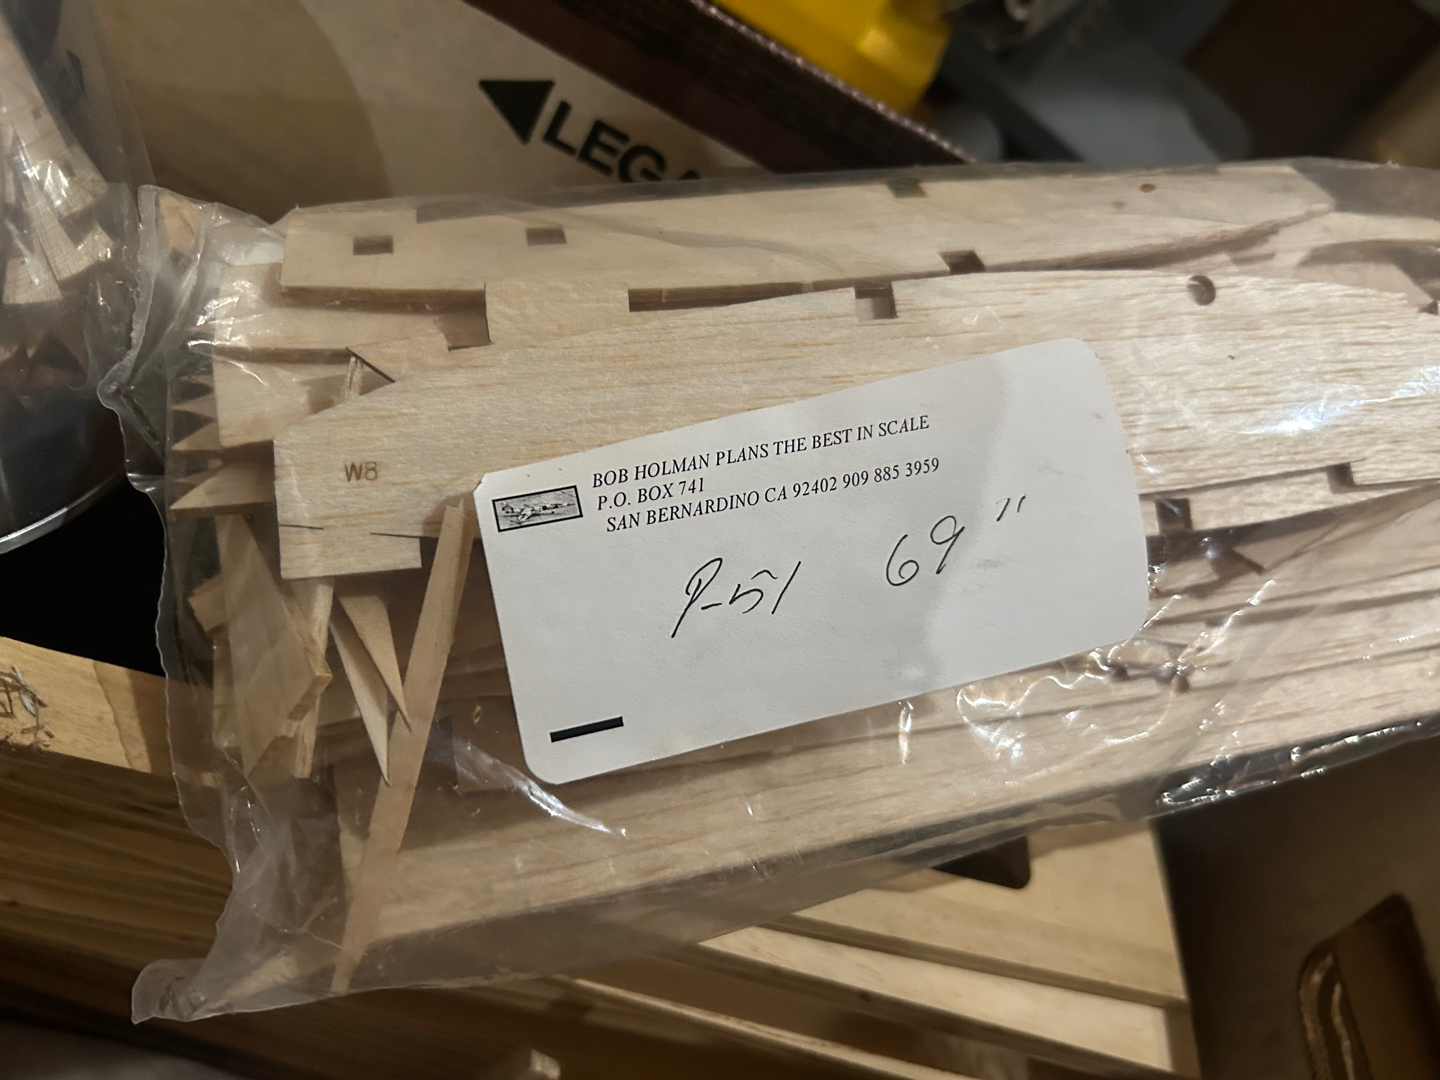 LEGA
W8
BOB HOLMAN PLANS THE BEST IN SCALE
P.O. BOX 741
SAN BERNARDINO CA 92402 909 885 3959
P-51 69"